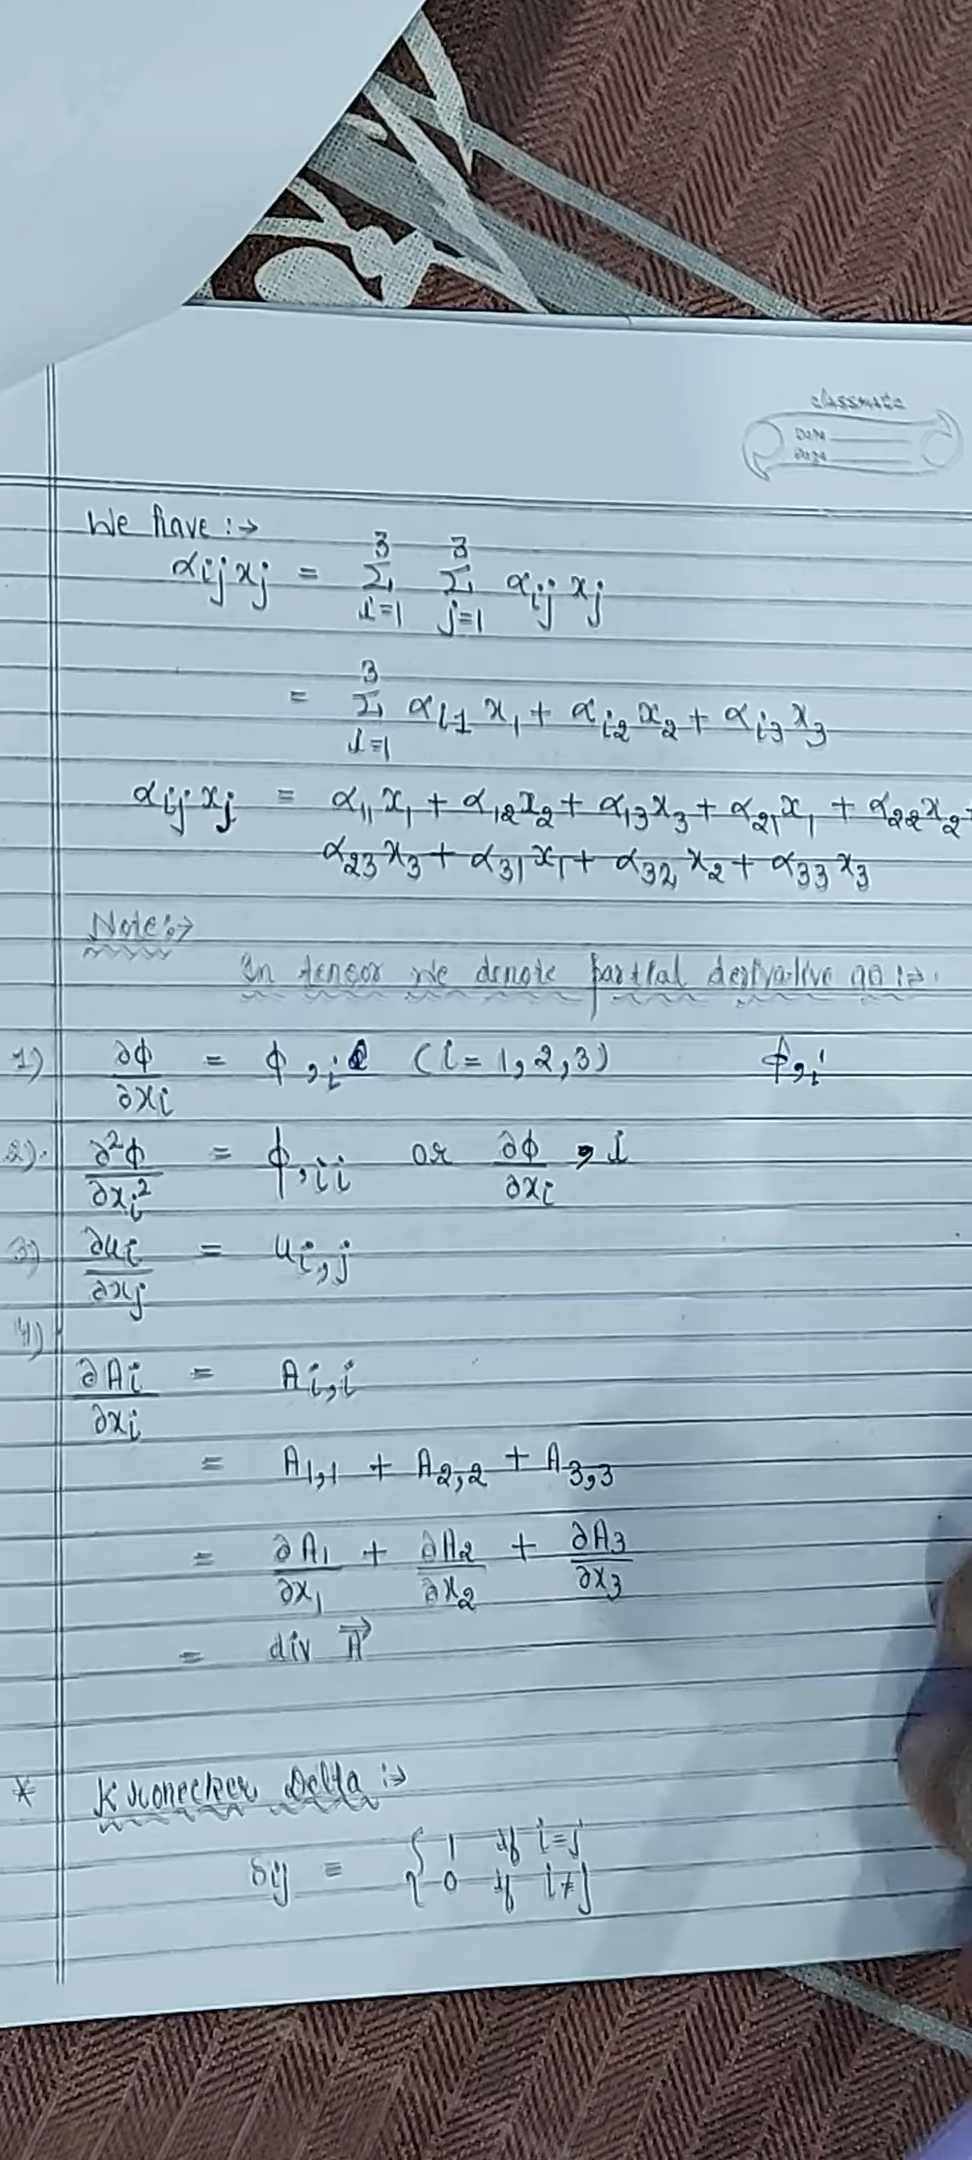 classmate
Date
Page
We have :→
αij xj = 3Σi=1 3Σj=1 αij xj
= 3Σi=1 αi1 x1 + αi2 x2 + αi3 x3
αij xj = α11 x1 + α12 x2 + α13 x3 + α21 x1 + α22 x2 +
α23 x3 + α31 x1 + α32 x2 + α33 x3
Note :→
In tensor we denote partial derivative as :→
1) ∂ϕ/∂xi = ϕ,i (i = 1, 2, 3) ϕ,i
2) ∂²ϕ/∂xi² = ϕ,ii or ∂ϕ/∂xi , i
3) ∂ui/∂xj = ui,j
4)
∂Ai/∂xi = Ai,i
= A1,1 + A2,2 + A3,3
= ∂A1/∂x1 + ∂A2/∂x2 + ∂A3/∂x3
= div A⃗
* Kronecker Delta :→
δij = { 1 if i=j
0 if i≠j